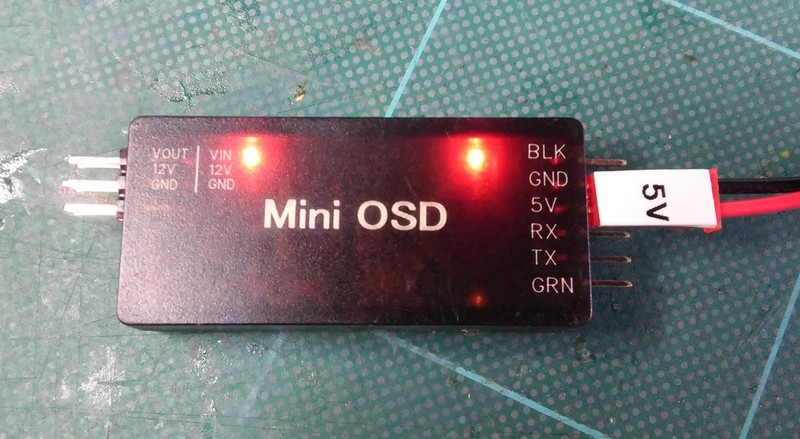 VOUT VIN
12V 12V
GND GND
Mini OSD
BLK
GND
5V
RX
TX
GRN
5V